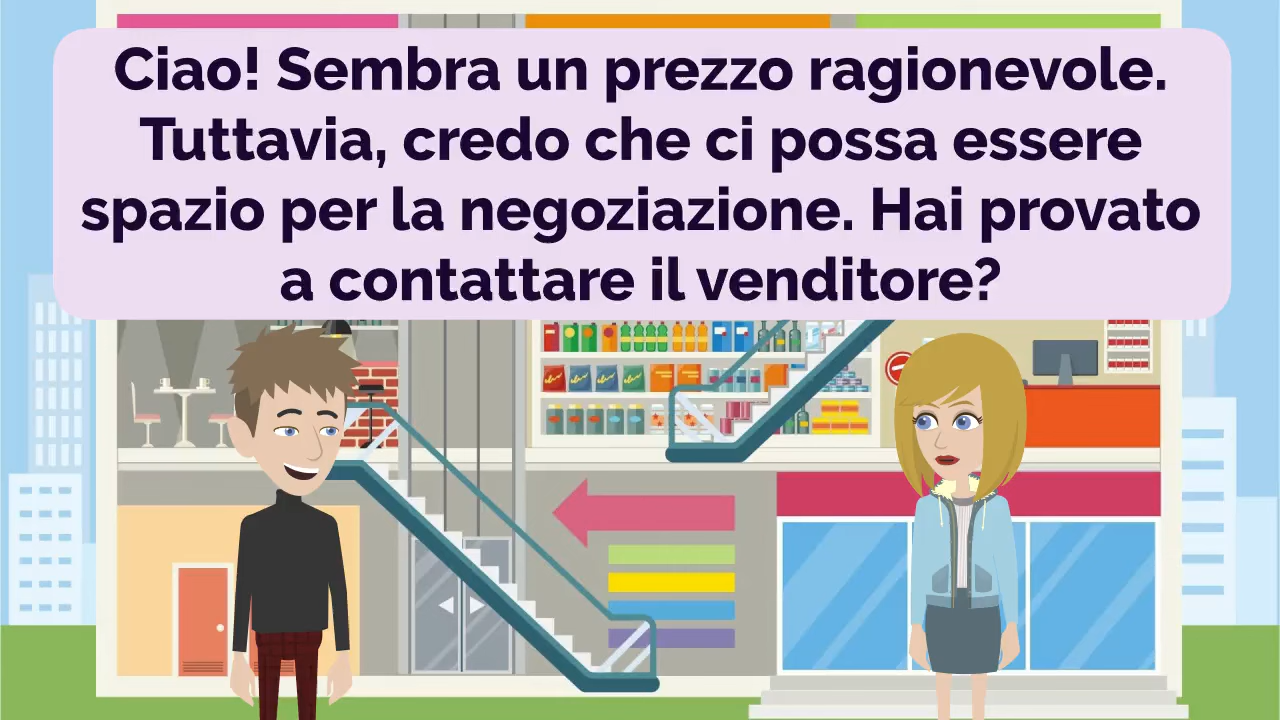 Ciao! Sembra un prezzo ragionevole.
Tuttavia, credo che ci possa essere
spazio per la negoziazione. Hai provato
a contattare il venditore?